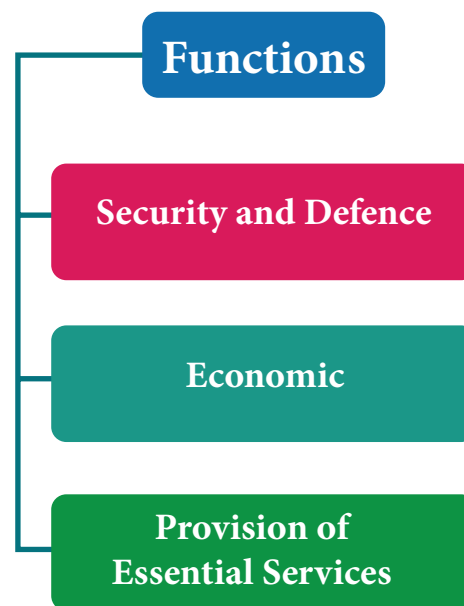 Functions
Security and Defence
Economic
Provision of
Essential Services